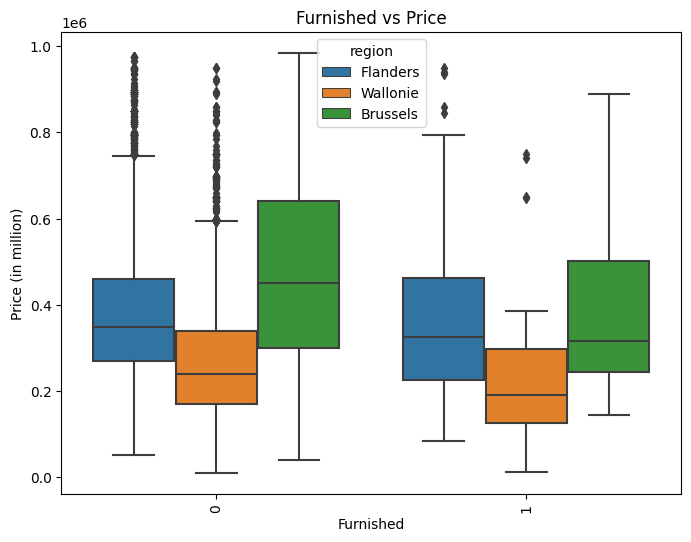 Furnished vs Price
1e6
region
Flanders
Wallonie
Brussels
1.0
0.8
0.6
0.4
0.2
0.0
Price (in million)
0
1
Furnished